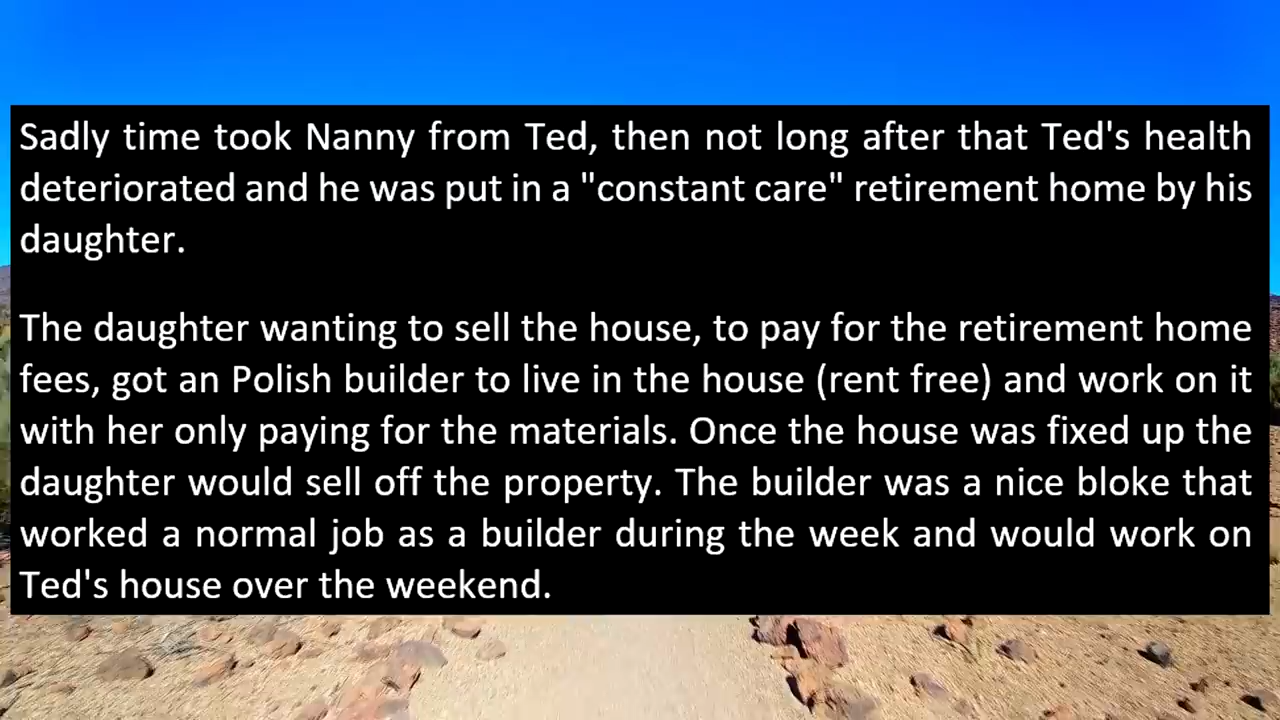 Sadly time took Nanny from Ted, then not long after that Ted's health
deteriorated and he was put in a "constant care" retirement home by his
daughter.
The daughter wanting to sell the house, to pay for the retirement home
fees, got an Polish builder to live in the house (rent free) and work on it
with her only paying for the materials. Once the house was fixed up the
daughter would sell off the property. The builder was a nice bloke that
worked a normal job as a builder during the week and would work on
Ted's house over the weekend.